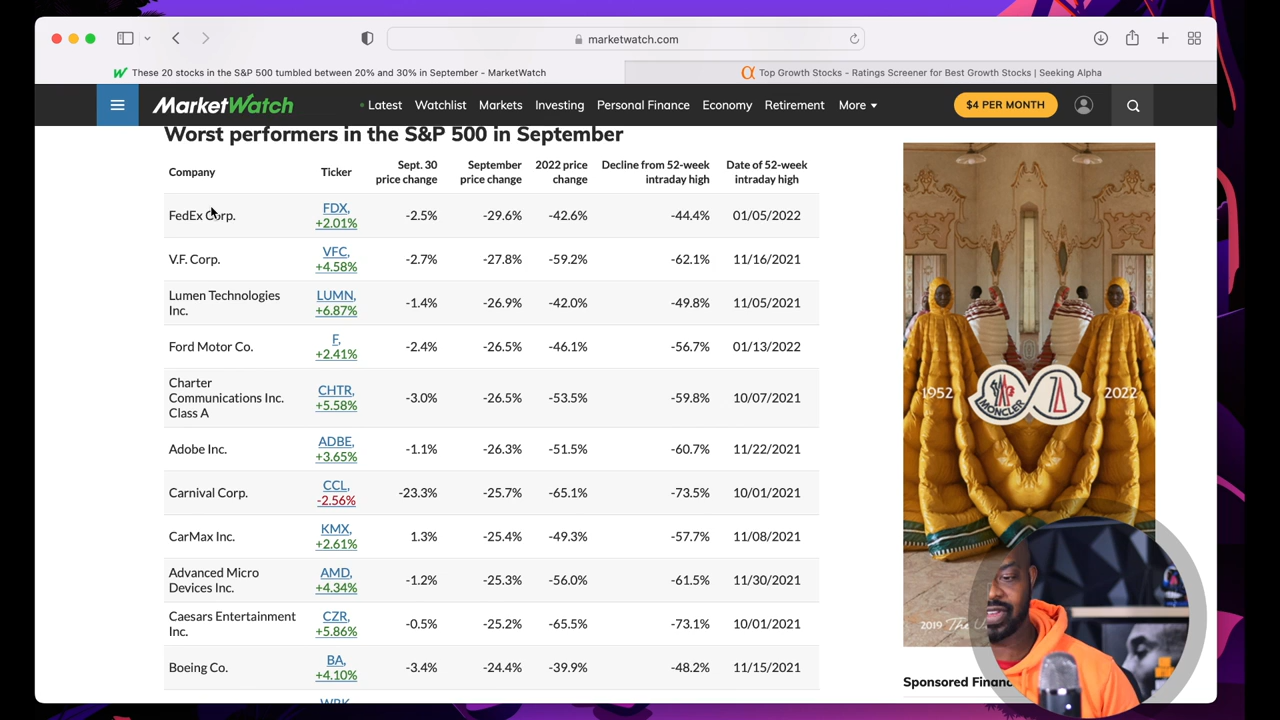 marketwatch.com
These 20 stocks in the S&P 500 tumbled between 20% and 30% in September - MarketWatch
Top Growth Stocks – Ratings Screener for Best Growth Stocks | Seeking Alpha
MarketWatch
Latest Watchlist Markets Investing Personal Finance Economy Retirement More
$4 PER MONTH
Worst performers in the S&P 500 in September
Company Ticker Sept. 30 price change September price change 2022 price change Decline from 52-week intraday high Date of 52-week intraday high
FedEx Corp. FDX, +2.01% -2.5% -29.6% -42.6% -44.4% 01/05/2022
V.F. Corp. VFC, +4.58% -2.7% -27.8% -59.2% -62.1% 11/16/2021
Lumen Technologies Inc. LUMN, +6.87% -1.4% -26.9% -42.0% -49.8% 11/05/2021
Ford Motor Co. F, +2.41% -2.4% -26.5% -46.1% -56.7% 01/13/2022
Charter Communications Inc. Class A CHTR, +5.58% -3.0% -26.5% -53.5% -59.8% 10/07/2021
Adobe Inc. ADBE, +3.65% -1.1% -26.3% -51.5% -60.7% 11/22/2021
Carnival Corp. CCL, -2.56% -23.3% -25.7% -65.1% -73.5% 10/01/2021
CarMax Inc. KMX, +2.61% 1.3% -25.4% -49.3% -57.7% 11/08/2021
Advanced Micro Devices Inc. AMD, +4.34% -1.2% -25.3% -56.0% -61.5% 11/30/2021
Caesars Entertainment Inc. CZR, +5.86% -0.5% -25.2% -65.5% -73.1% 10/01/2021
Boeing Co. BA, +4.10% -3.4% -24.4% -39.9% -48.2% 11/15/2021
1952
MONCLER
2022
2019 The
Sponsored